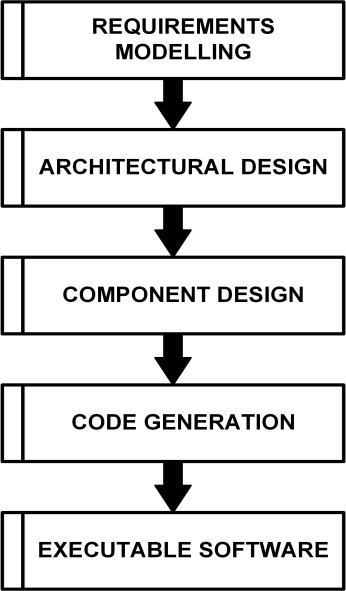 REQUIREMENTS
MODELLING
ARCHITECTURAL DESIGN
COMPONENT DESIGN
CODE GENERATION
EXECUTABLE SOFTWARE